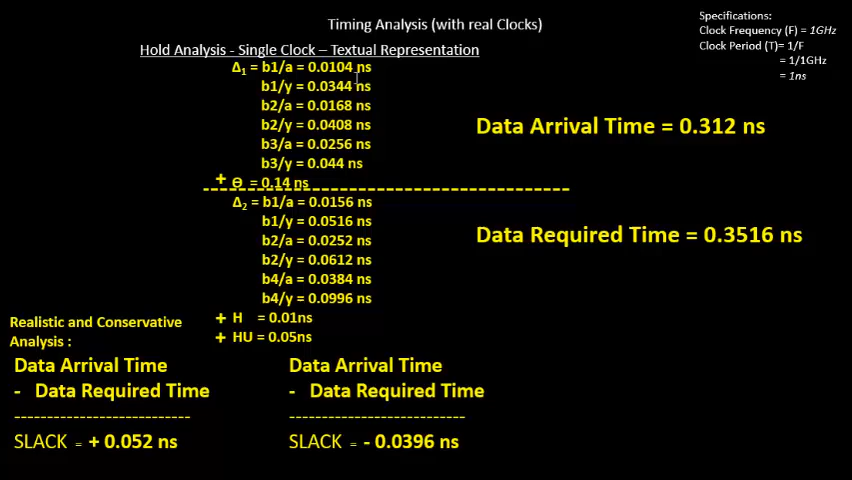 Timing Analysis (with real Clocks)
Specifications:
Clock Frequency (F) = 1GHz
Clock Period (T)= 1/F
= 1/1GHz
= 1ns
Hold Analysis - Single Clock – Textual Representation
Δ1 = b1/a = 0.0104 ns
b1/y = 0.0344 ns
b2/a = 0.0168 ns
b2/y = 0.0408 ns
b3/a = 0.0256 ns
b3/y = 0.044 ns
+ Θ = 0.14 ns
Data Arrival Time = 0.312 ns
Δ2 = b1/a = 0.0156 ns
b1/y = 0.0516 ns
b2/a = 0.0252 ns
b2/y = 0.0612 ns
b4/a = 0.0384 ns
b4/y = 0.0996 ns
+ H = 0.01ns
+ HU = 0.05ns
Data Required Time = 0.3516 ns
Realistic and Conservative
Analysis :
Data Arrival Time
- Data Required Time
---------------------------
SLACK = + 0.052 ns
Data Arrival Time
- Data Required Time
---------------------------
SLACK = - 0.0396 ns